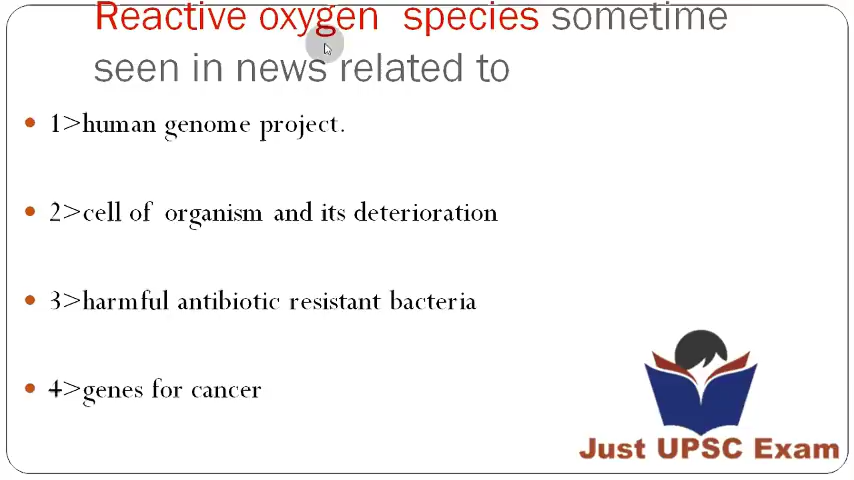 Reactive oxygen species sometime
seen in news related to
1>human genome project.
2>cell of organism and its deterioration
3>harmful antibiotic resistant bacteria
4>genes for cancer
Just UPSC Exam